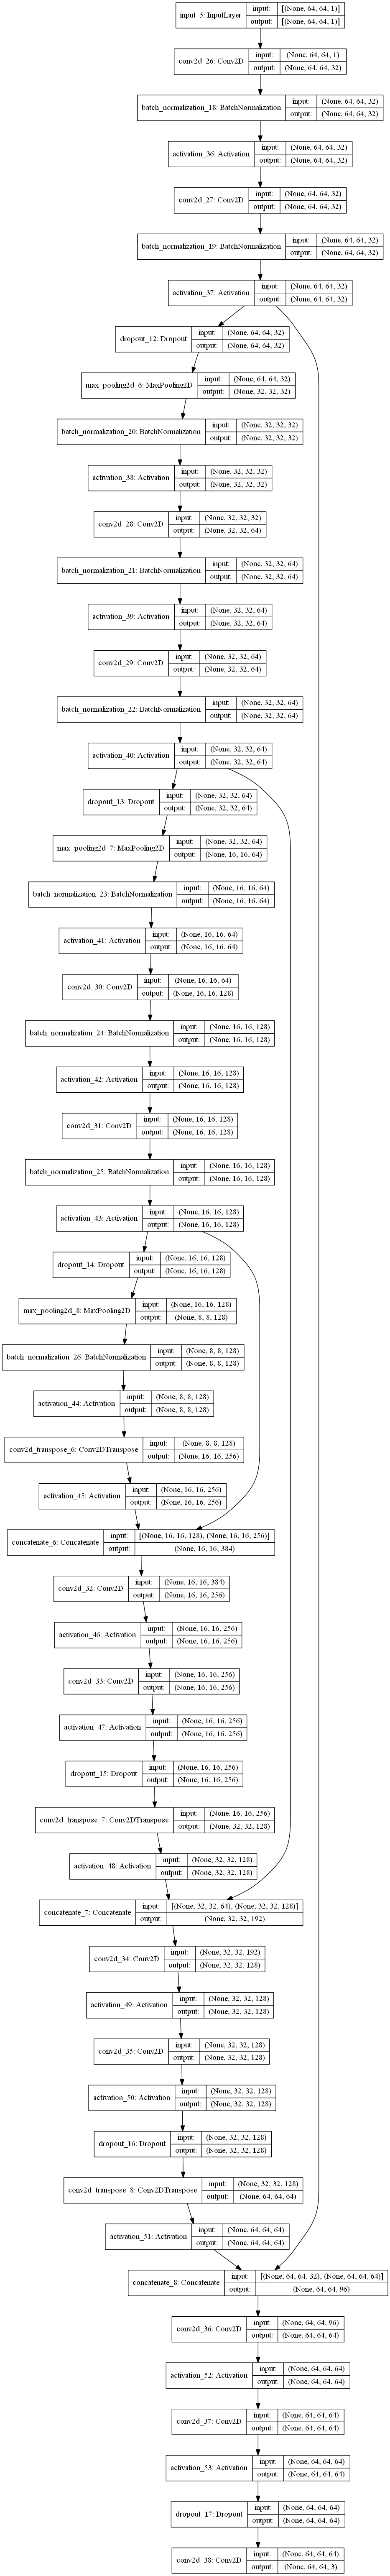 input_5: InputLayer
input: [(None, 64, 64, 1)]
output: [(None, 64, 64, 1)]
conv2d_26: Conv2D
input: (None, 64, 64, 1)
output: (None, 64, 64, 32)
batch_normalization_18: BatchNormalization
input: (None, 64, 64, 32)
output: (None, 64, 64, 32)
activation_36: Activation
input: (None, 64, 64, 32)
output: (None, 64, 64, 32)
conv2d_27: Conv2D
input: (None, 64, 64, 32)
output: (None, 64, 64, 32)
batch_normalization_19: BatchNormalization
input: (None, 64, 64, 32)
output: (None, 64, 64, 32)
activation_37: Activation
input: (None, 64, 64, 32)
output: (None, 64, 64, 32)
dropout_12: Dropout
input: (None, 64, 64, 32)
output: (None, 64, 64, 32)
max_pooling2d_6: MaxPooling2D
input: (None, 64, 64, 32)
output: (None, 32, 32, 32)
batch_normalization_20: BatchNormalization
input: (None, 32, 32, 32)
output: (None, 32, 32, 32)
activation_38: Activation
input: (None, 32, 32, 32)
output: (None, 32, 32, 32)
conv2d_28: Conv2D
input: (None, 32, 32, 32)
output: (None, 32, 32, 64)
batch_normalization_21: BatchNormalization
input: (None, 32, 32, 64)
output: (None, 32, 32, 64)
activation_39: Activation
input: (None, 32, 32, 64)
output: (None, 32, 32, 64)
conv2d_29: Conv2D
input: (None, 32, 32, 64)
output: (None, 32, 32, 64)
batch_normalization_22: BatchNormalization
input: (None, 32, 32, 64)
output: (None, 32, 32, 64)
activation_40: Activation
input: (None, 32, 32, 64)
output: (None, 32, 32, 64)
dropout_13: Dropout
input: (None, 32, 32, 64)
output: (None, 32, 32, 64)
max_pooling2d_7: MaxPooling2D
input: (None, 32, 32, 64)
output: (None, 16, 16, 64)
batch_normalization_23: BatchNormalization
input: (None, 16, 16, 64)
output: (None, 16, 16, 64)
activation_41: Activation
input: (None, 16, 16, 64)
output: (None, 16, 16, 64)
conv2d_30: Conv2D
input: (None, 16, 16, 64)
output: (None, 16, 16, 128)
batch_normalization_24: BatchNormalization
input: (None, 16, 16, 128)
output: (None, 16, 16, 128)
activation_42: Activation
input: (None, 16, 16, 128)
output: (None, 16, 16, 128)
conv2d_31: Conv2D
input: (None, 16, 16, 128)
output: (None, 16, 16, 128)
batch_normalization_25: BatchNormalization
input: (None, 16, 16, 128)
output: (None, 16, 16, 128)
activation_43: Activation
input: (None, 16, 16, 128)
output: (None, 16, 16, 128)
dropout_14: Dropout
input: (None, 16, 16, 128)
output: (None, 16, 16, 128)
max_pooling2d_8: MaxPooling2D
input: (None, 16, 16, 128)
output: (None, 8, 8, 128)
batch_normalization_26: BatchNormalization
input: (None, 8, 8, 128)
output: (None, 8, 8, 128)
activation_44: Activation
input: (None, 8, 8, 128)
output: (None, 8, 8, 128)
conv2d_transpose_6: Conv2DTranspose
input: (None, 8, 8, 128)
output: (None, 16, 16, 256)
activation_45: Activation
input: (None, 16, 16, 256)
output: (None, 16, 16, 256)
concatenate_6: Concatenate
input: [(None, 16, 16, 128), (None, 16, 16, 256)]
output: (None, 16, 16, 384)
conv2d_32: Conv2D
input: (None, 16, 16, 384)
output: (None, 16, 16, 256)
activation_46: Activation
input: (None, 16, 16, 256)
output: (None, 16, 16, 256)
conv2d_33: Conv2D
input: (None, 16, 16, 256)
output: (None, 16, 16, 256)
activation_47: Activation
input: (None, 16, 16, 256)
output: (None, 16, 16, 256)
dropout_15: Dropout
input: (None, 16, 16, 256)
output: (None, 16, 16, 256)
conv2d_transpose_7: Conv2DTranspose
input: (None, 16, 16, 256)
output: (None, 32, 32, 128)
activation_48: Activation
input: (None, 32, 32, 128)
output: (None, 32, 32, 128)
concatenate_7: Concatenate
input: [(None, 32, 32, 64), (None, 32, 32, 128)]
output: (None, 32, 32, 192)
conv2d_34: Conv2D
input: (None, 32, 32, 192)
output: (None, 32, 32, 128)
activation_49: Activation
input: (None, 32, 32, 128)
output: (None, 32, 32, 128)
conv2d_35: Conv2D
input: (None, 32, 32, 128)
output: (None, 32, 32, 128)
activation_50: Activation
input: (None, 32, 32, 128)
output: (None, 32, 32, 128)
dropout_16: Dropout
input: (None, 32, 32, 128)
output: (None, 32, 32, 128)
conv2d_transpose_8: Conv2DTranspose
input: (None, 32, 32, 128)
output: (None, 64, 64, 64)
activation_51: Activation
input: (None, 64, 64, 64)
output: (None, 64, 64, 64)
concatenate_8: Concatenate
input: [(None, 64, 64, 32), (None, 64, 64, 64)]
output: (None, 64, 64, 96)
conv2d_36: Conv2D
input: (None, 64, 64, 96)
output: (None, 64, 64, 64)
activation_52: Activation
input: (None, 64, 64, 64)
output: (None, 64, 64, 64)
conv2d_37: Conv2D
input: (None, 64, 64, 64)
output: (None, 64, 64, 64)
activation_53: Activation
input: (None, 64, 64, 64)
output: (None, 64, 64, 64)
dropout_17: Dropout
input: (None, 64, 64, 64)
output: (None, 64, 64, 64)
conv2d_38: Conv2D
input: (None, 64, 64, 64)
output: (None, 64, 64, 3)